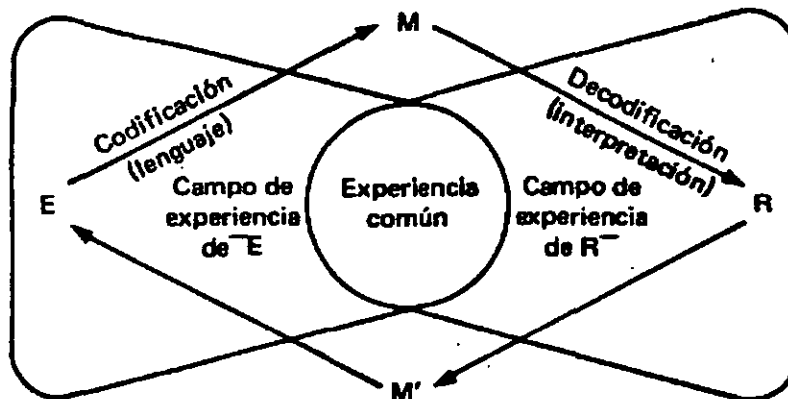 M
Codificación
(lenguaje)
Decodificación
(interpretación)
E
Campo de
experiencia
de E
Experiencia
común
Campo de
experiencia
de R
R
M'